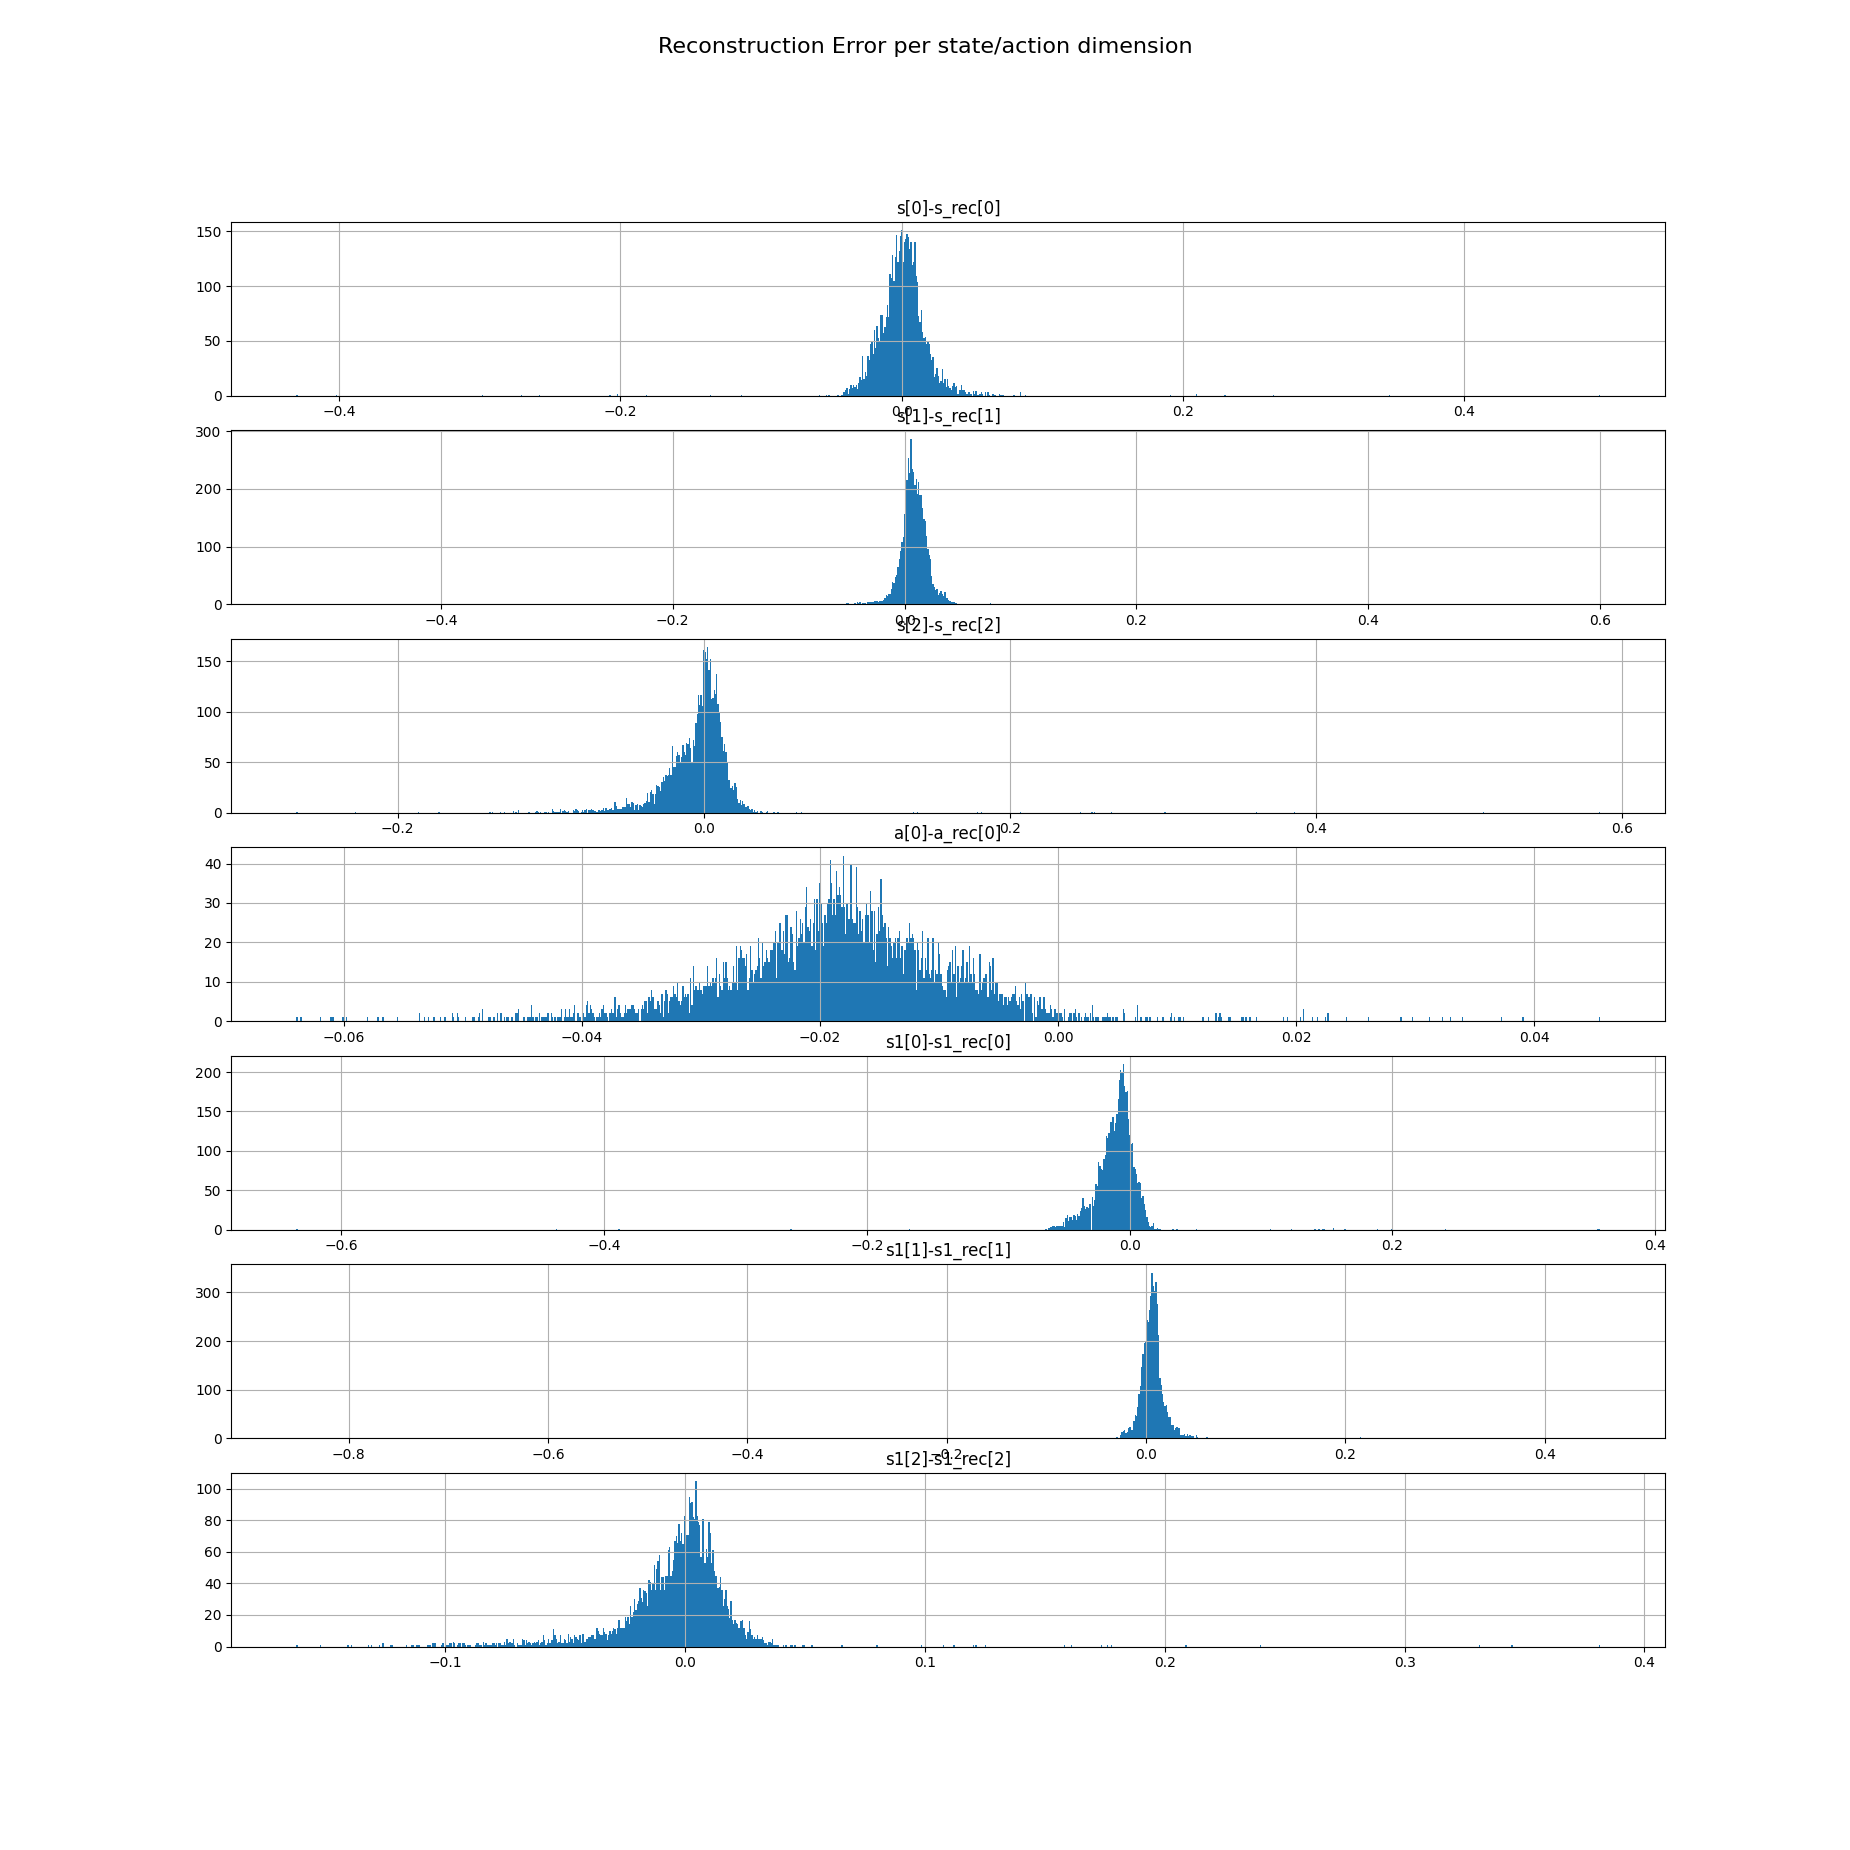 Reconstruction Error per state/action dimension
s[0]-s_rec[0]
150
100
50
0
−0.4 −0.2 0.0 0.2 0.4
s[1]-s_rec[1]
300
200
100
0
−0.4 −0.2 0.0 0.2 0.4 0.6
s[2]-s_rec[2]
150
100
50
0
−0.2 0.0 0.2 0.4 0.6
a[0]-a_rec[0]
40
30
20
10
0
−0.06 −0.04 −0.02 0.00 0.02 0.04
s1[0]-s1_rec[0]
200
150
100
50
0
−0.6 −0.4 −0.2 0.0 0.2 0.4
s1[1]-s1_rec[1]
300
200
100
0
−0.8 −0.6 −0.4 −0.2 0.0 0.2 0.4
s1[2]-s1_rec[2]
100
80
60
40
20
0
−0.1 0.0 0.1 0.2 0.3 0.4